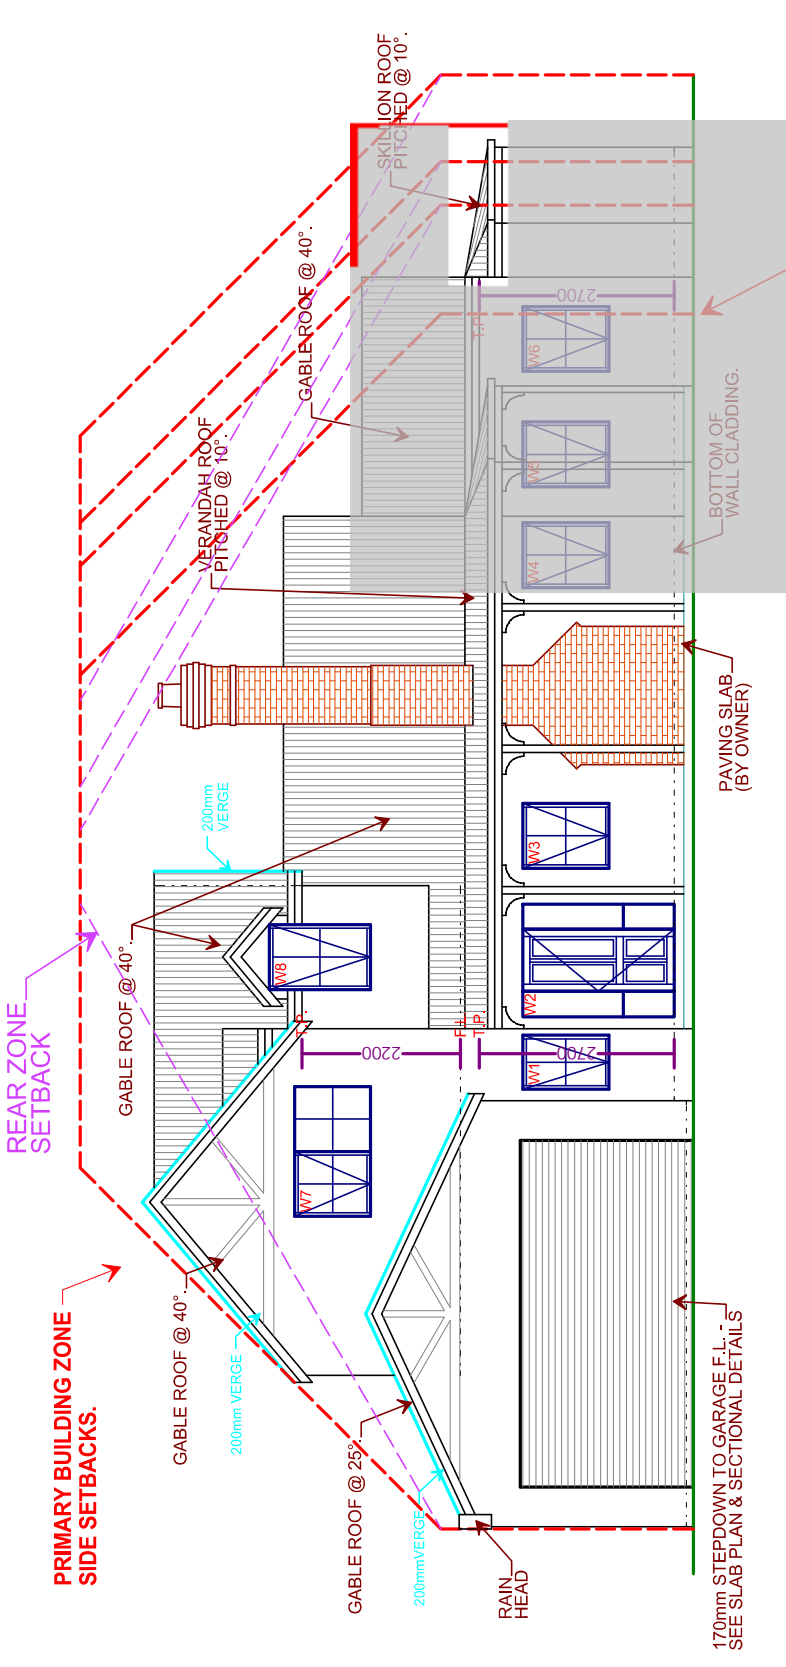 PRIMARY BUILDING ZONE
SIDE SETBACKS.
REAR ZONE
SETBACK
GABLE ROOF @ 40°.
200mm VERGE
GABLE ROOF @ 25°.
200mmVERGE
RAIN
HEAD
170mm STEPDOWN TO GARAGE F.L. -
SEE SLAB PLAN & SECTIONAL DETAILS
GABLE ROOF @ 40°.
200mm
VERGE
VERANDAH ROOF
PITCHED @ 10°.
GABLE ROOF @ 40°.
SKILLION ROOF
PITCHED @ 10°.
PAVING SLAB
(BY OWNER)
BOTTOM OF
WALL CLADDING.
T.P.
2200
F.L.
T.P.
2700
T.P.
2700
W7
W8
W1
W2
W3
W4
W5
W6